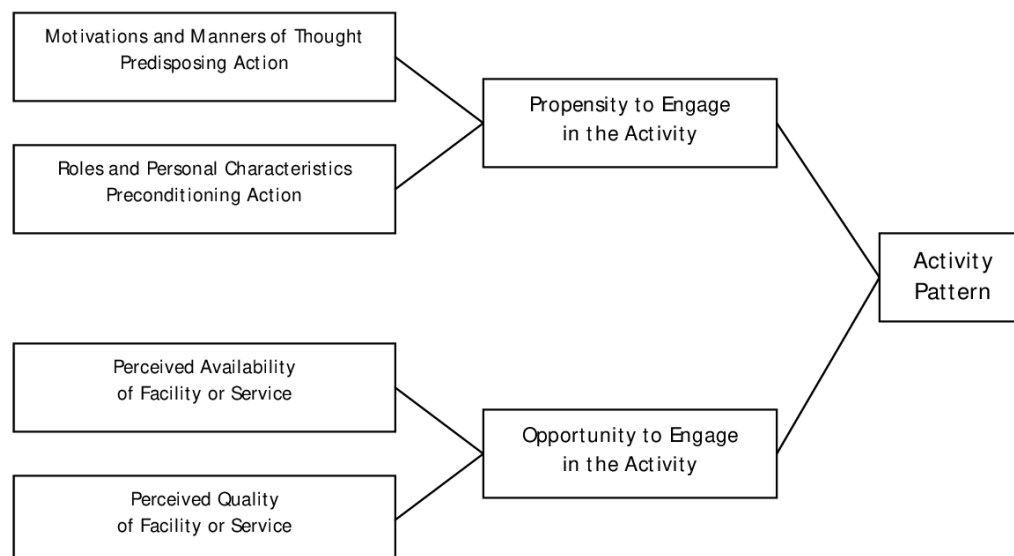 Motivations and Manners of Thought
Predisposing Action
Roles and Personal Characteristics
Preconditioning Action
Propensity to Engage
in the Activity
Activity
Pattern
Perceived Availability
of Facility or Service
Opportunity to Engage
in the Activity
Perceived Quality
of Facility or Service